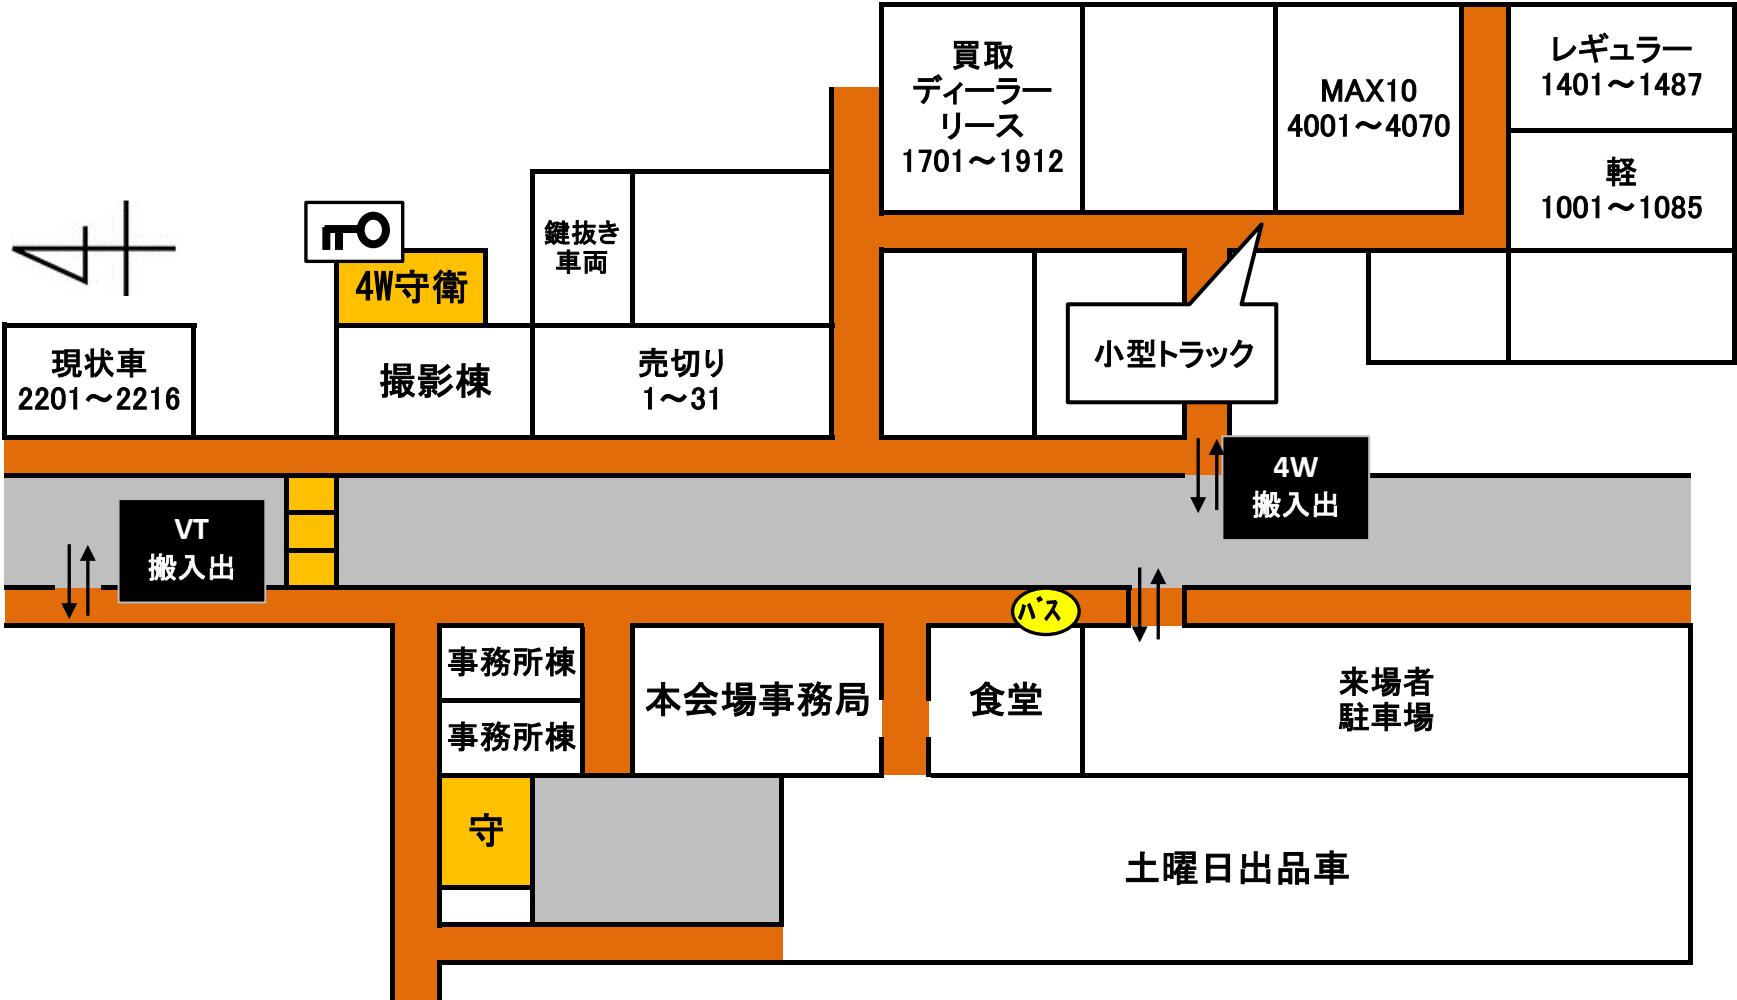 買取
ディーラー
リース
1701～1912
MAX10
4001～4070
レギュラー
1401～1487
軽
1001～1085
鍵抜き
車両
4W守衛
現状車
2201～2216
撮影棟
売切り
1～31
小型トラック
4W
搬入出
VT
搬入出
バス
事務所棟
事務所棟
本会場事務局
食堂
来場者
駐車場
守
土曜日出品車